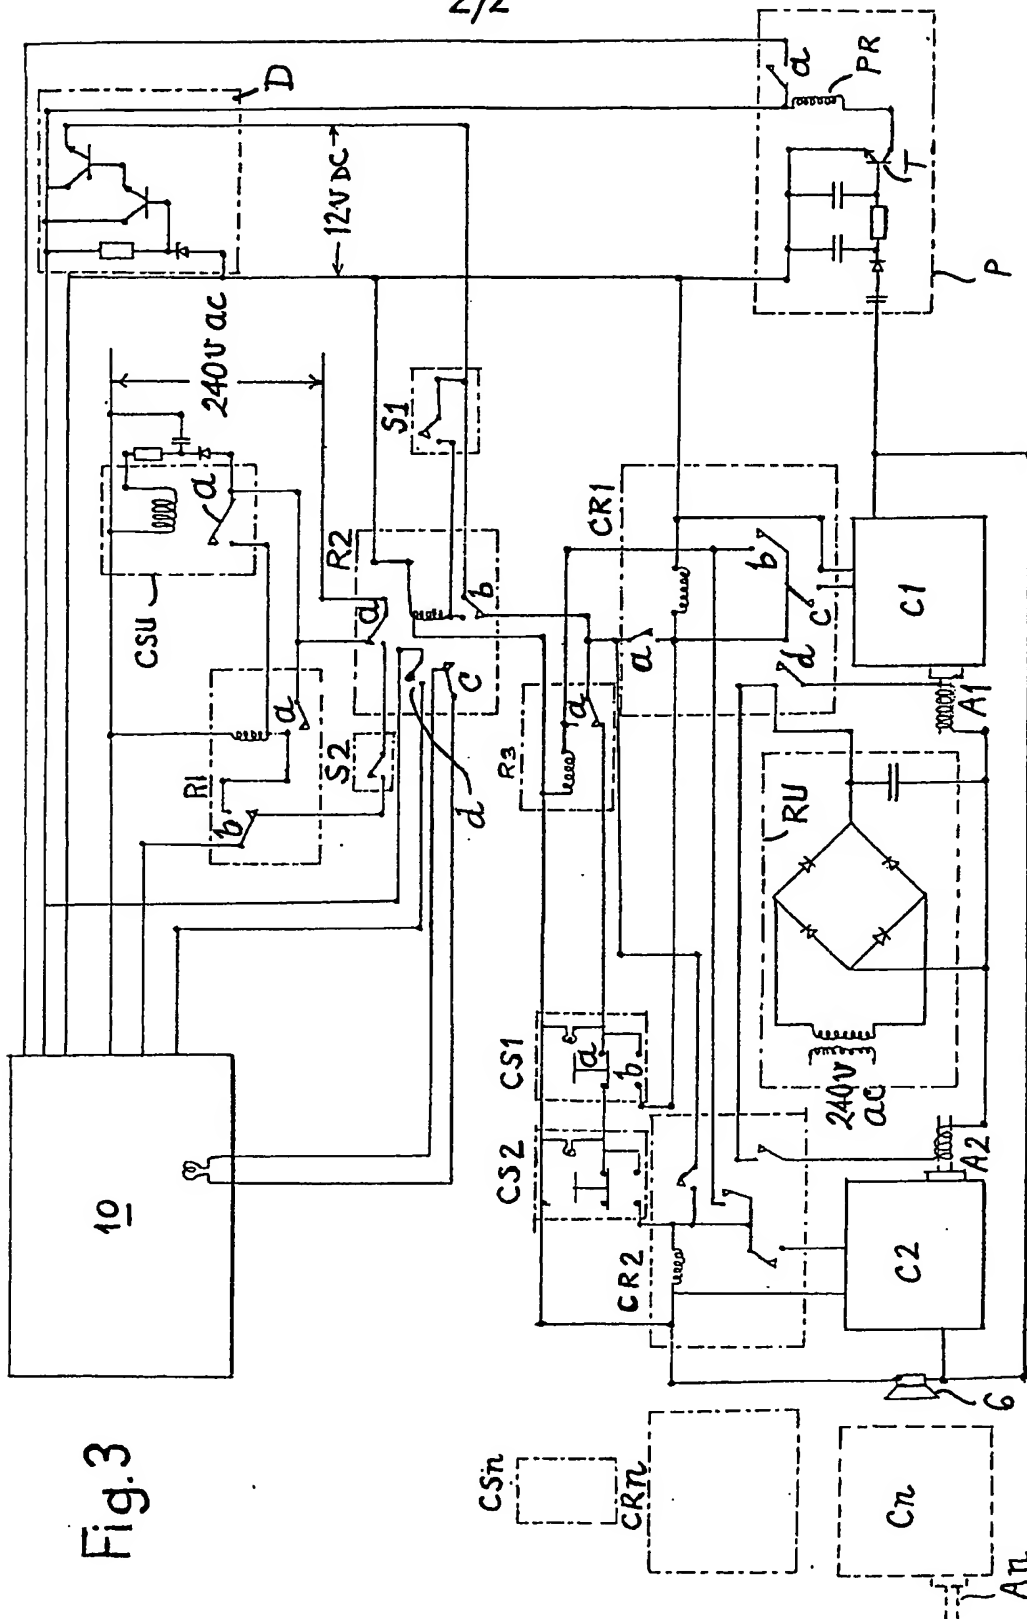 2/2
Fig.3
10
D
12V DC
240V ac
CSU
a
R1
a
b
S2
R2
a
b
c
d
S1
R3
a
CR1
a
b
c
d
PR
a
T
P
C1
A1
RU
240V
ac
CS1
a
b
CS2
CR2
C2
A2
6
CSn
CRn
Cn
An